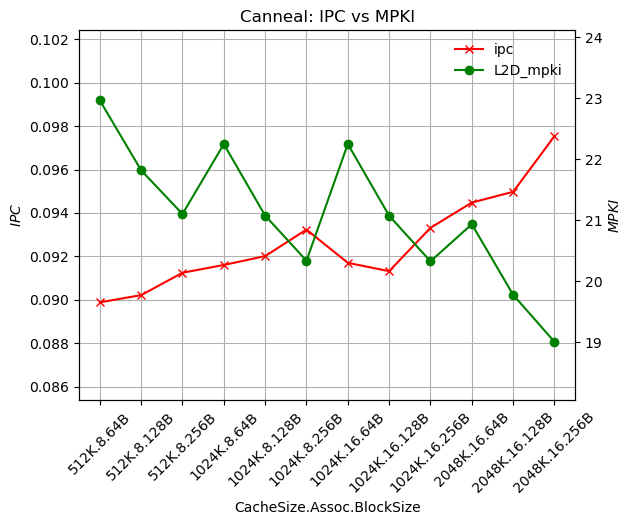 Canneal: IPC vs MPKI
ipc
L2D_mpki
IPC
0.102
0.100
0.098
0.096
0.094
0.092
0.090
0.088
0.086
MPKI
24
23
22
21
20
19
512K.8.64B
512K.8.128B
512K.8.256B
1024K.8.64B
1024K.8.128B
1024K.8.256B
1024K.16.64B
1024K.16.128B
1024K.16.256B
2048K.16.64B
2048K.16.128B
2048K.16.256B
CacheSize.Assoc.BlockSize